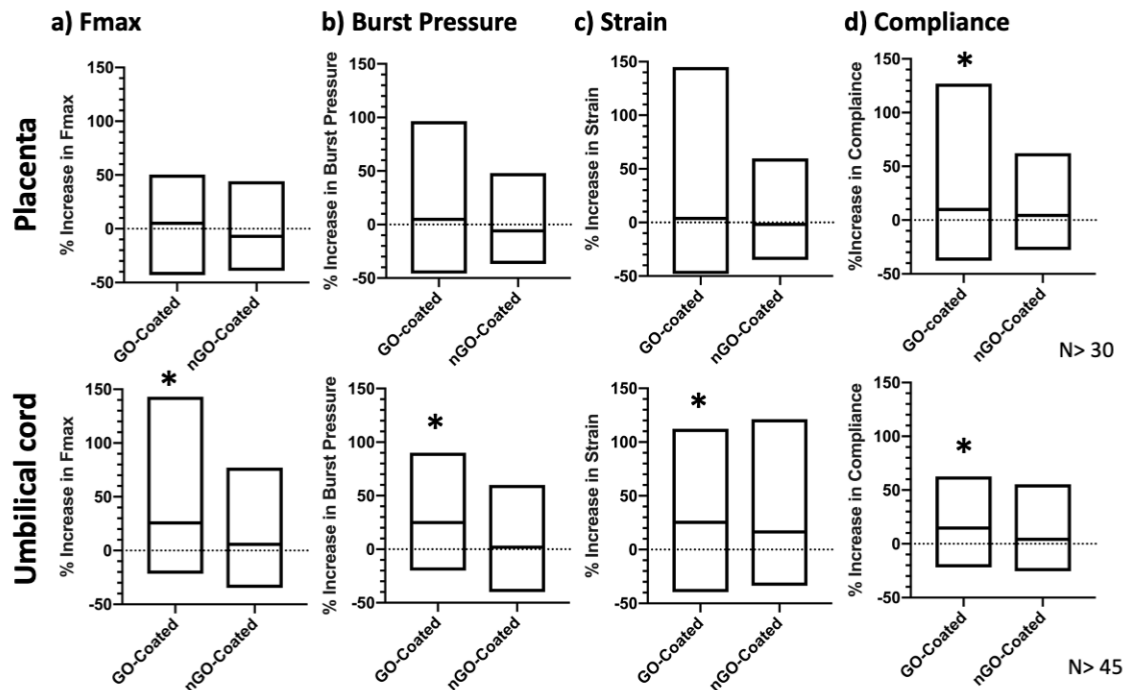 a) Fmax
b) Burst Pressure
c) Strain
d) Compliance
Placenta
% Increase in Fmax
150
100
50
0
-50
GO-Coated
nGO-Coated
% Increase in Burst Pressure
150
100
50
0
-50
GO-coated
nGO-Coated
% Increase in Strain
150
100
50
0
-50
GO-coated
nGO-Coated
%Increase in Complaince
150
100
50
0
-50
*
GO-coated
nGO-Coated
N> 30
Umbilical cord
% Increase in Fmax
150
100
50
0
-50
*
GO-Coated
nGO-Coated
% Increase in Burst Pressure
150
100
50
0
-50
*
GO-Coated
nGO-Coated
% Increase in Strain
150
100
50
0
-50
*
GO-Coated
nGO-Coated
% Increase in Compliance
150
100
50
0
-50
*
GO-Coated
nGO-Coated
N> 45